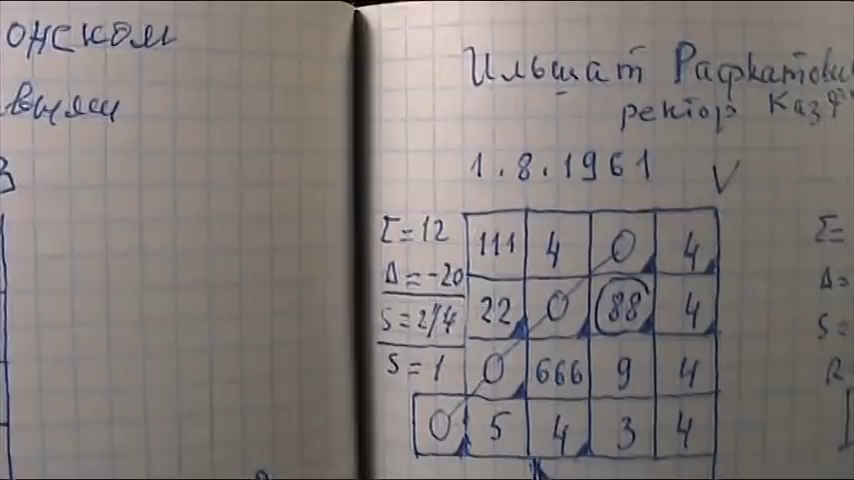 онском
выяш
Ильшат Рафкатови
ректор Казф
1.8.1961 V
Σ=12 111 4 0 4 Σ=
Δ=-20 Δ=
22 0 88 4
S=2/4 S=
S=1 0 666 9 4
0 5 4 3 4